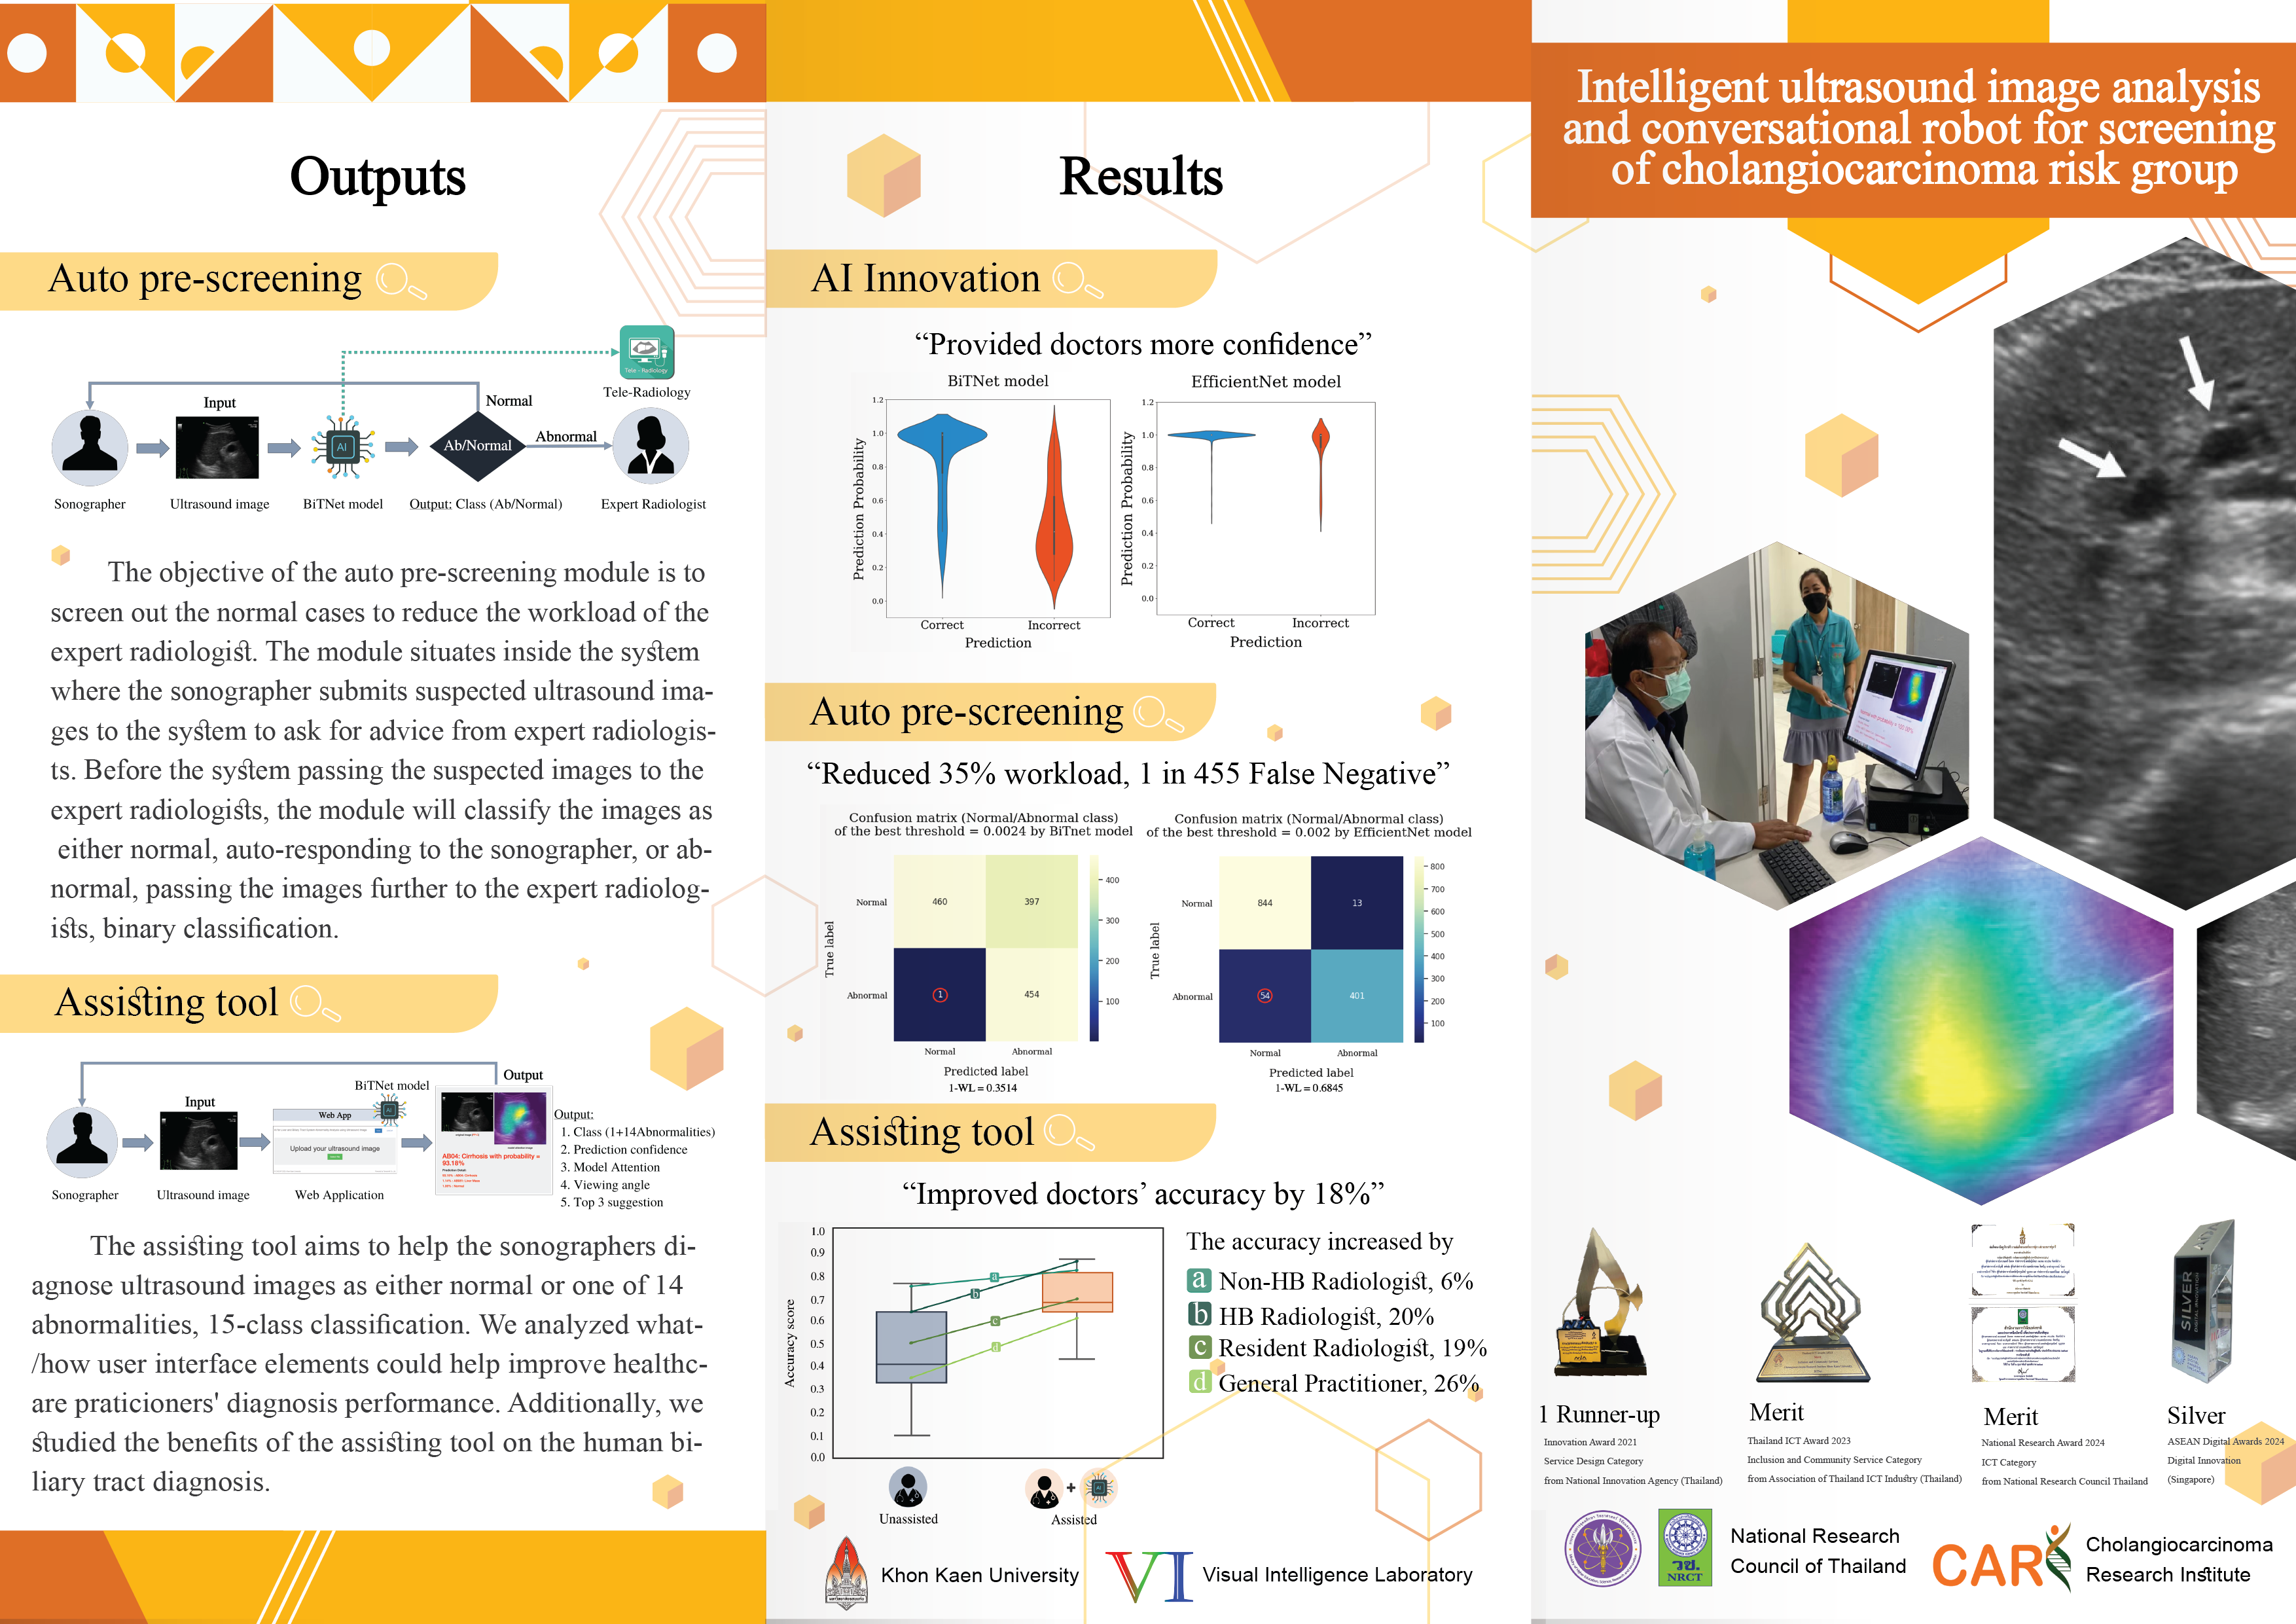 Outputs
Auto pre-screening
Tele - Radiology
Tele-Radiology
Input
Normal
AI
Ab/Normal
Abnormal
Sonographer
Ultrasound image
BiTNet model
Output: Class (Ab/Normal)
Expert Radiologist
The objective of the auto pre-screening module is to
screen out the normal cases to reduce the workload of the
expert radiologist. The module situates inside the system
where the sonographer submits suspected ultrasound ima-
ges to the system to ask for advice from expert radiologis-
ts. Before the system passing the suspected images to the
expert radiologists, the module will classify the images as
either normal, auto-responding to the sonographer, or ab-
normal, passing the images further to the expert radiolog-
ists, binary classification.
Assisting tool
Input
BiTNet model
AI
Output
Web App
Upload your ultrasound image
AB04: Cirrhosis with probability =
93.18%
Output:
1. Class (1+14Abnormalities)
2. Prediction confidence
3. Model Attention
4. Viewing angle
5. Top 3 suggestion
Sonographer
Ultrasound image
Web Application
The assisting tool aims to help the sonographers di-
agnose ultrasound images as either normal or one of 14
abnormalities, 15-class classification. We analyzed what-
/how user interface elements could help improve healthc-
are praticioners' diagnosis performance. Additionally, we
studied the benefits of the assisting tool on the human bi-
liary tract diagnosis.
Results
AI Innovation
“Provided doctors more confidence”
BiTNet model
Prediction Probability
1.2
1.0
0.8
0.6
0.4
0.2
0.0
Correct
Incorrect
Prediction
EfficientNet model
Prediction Probability
1.2
1.0
0.8
0.6
0.4
0.2
0.0
Correct
Incorrect
Prediction
Auto pre-screening
“Reduced 35% workload, 1 in 455 False Negative”
Confusion matrix (Normal/Abnormal class)
of the best threshold = 0.0024 by BiTnet model
True label
Normal
Abnormal
460
397
1
454
400
300
200
100
Normal
Abnormal
Predicted label
1-WL = 0.3514
Confusion matrix (Normal/Abnormal class)
of the best threshold = 0.002 by EfficientNet model
True label
Normal
Abnormal
844
13
54
401
800
700
600
500
400
300
200
100
Normal
Abnormal
Predicted label
1-WL = 0.6845
Assisting tool
“Improved doctors’ accuracy by 18%”
Accuracy score
1.0
0.9
0.8
0.7
0.6
0.5
0.4
0.3
0.2
0.1
0.0
a
b
c
d
Unassisted
+
Assisted
The accuracy increased by
a Non-HB Radiologist, 6%
b HB Radiologist, 20%
c Resident Radiologist, 19%
d General Practitioner, 26%
Khon Kaen University
VI
Visual Intelligence Laboratory
Intelligent ultrasound image analysis
and conversational robot for screening
of cholangiocarcinoma risk group
SILVER
1 Runner-up
Innovation Award 2021
Service Design Category
from National Innovation Agency (Thailand)
Merit
Thailand ICT Award 2023
Inclusion and Community Service Category
from Association of Thailand ICT Industry (Thailand)
Merit
National Research Award 2024
ICT Category
from National Research Council Thailand
Silver
ASEAN Digital Awards 2024
Digital Innovation
(Singapore)
วช.
NRCT
National Research
Council of Thailand
CARI
Cholangiocarcinoma
Research Institute